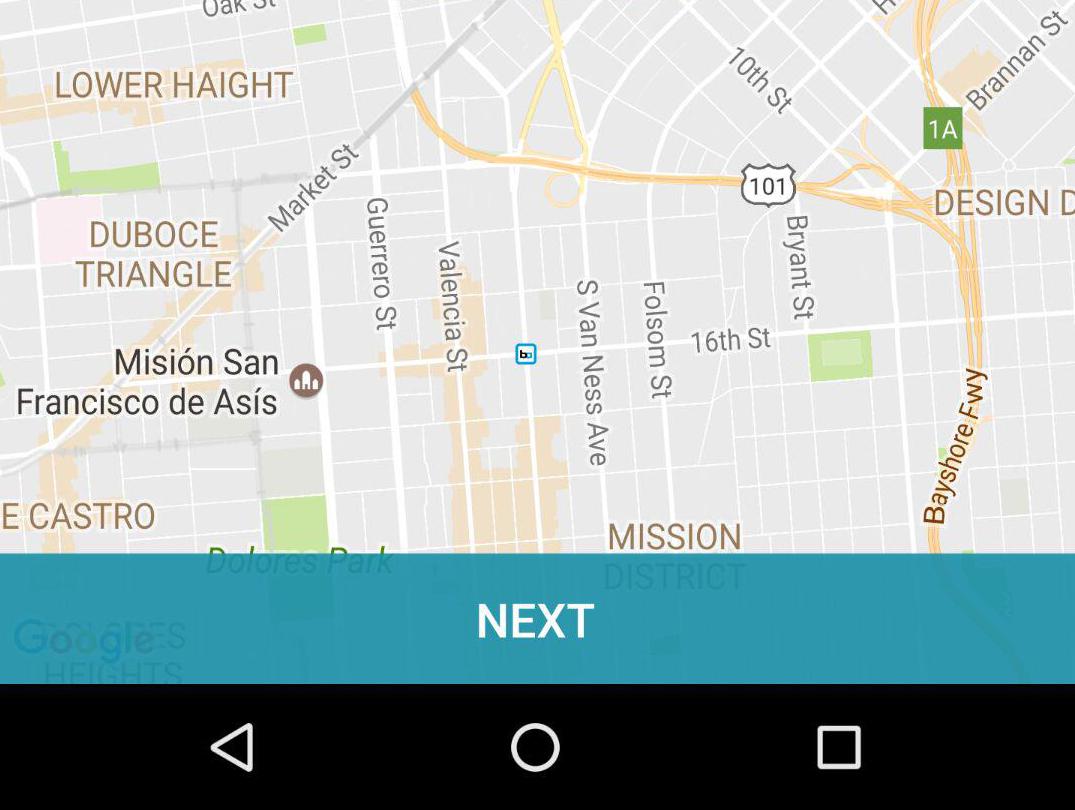 Oak St
10th St
Brannan St
LOWER HAIGHT
1A
Market St
101
DESIGN D
Guerrero St
DUBOCE
TRIANGLE
Valencia St
Bryant St
S Van Ness Ave
Folsom St
16th St
Misión San
Francisco de Asís
Bayshore Fwy
E CASTRO
MISSION
DISTRICT
Dolores Park
NEXT
Google
HEIGHTS